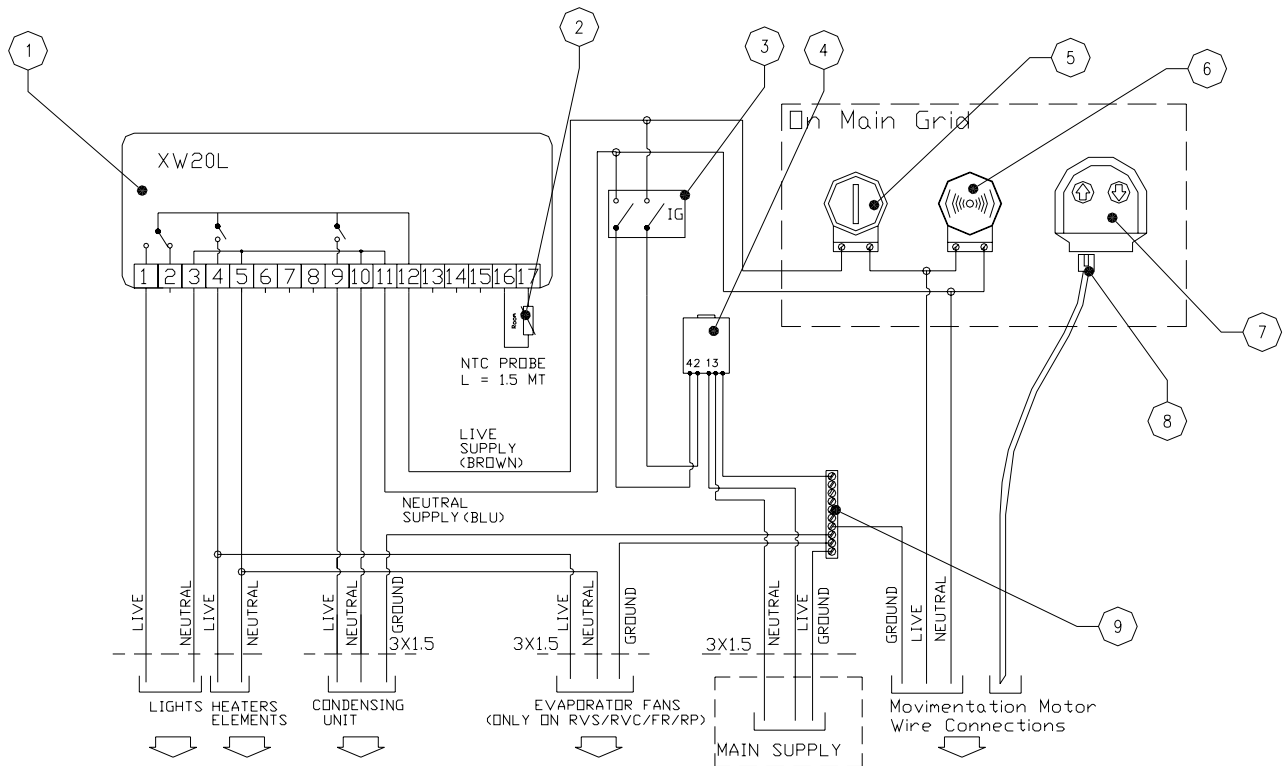 1
2
3
4
5
6
On Main Grid
XW20L
IG
1 2 3 4 5 6 7 8 9 10 11 12 13 14 15 16 17
Room
7
NTC PROBE
L = 1.5 MT
42 13
8
LIVE
SUPPLY
(BROWN)
NEUTRAL
SUPPLY (BLU)
LIVE
NEUTRAL
LIVE
NEUTRAL
LIVE
NEUTRAL
GROUND
LIVE
NEUTRAL
GROUND
NEUTRAL
LIVE
GROUND
GROUND
LIVE
NEUTRAL
9
3X1.5
3X1.5
3X1.5
LIGHTS
HEATERS
ELEMENTS
CONDENSING
UNIT
EVAPORATOR FANS
(ONLY ON RVS/RVC/FR/RP)
MAIN SUPPLY
Movimentation Motor
Wire Connections